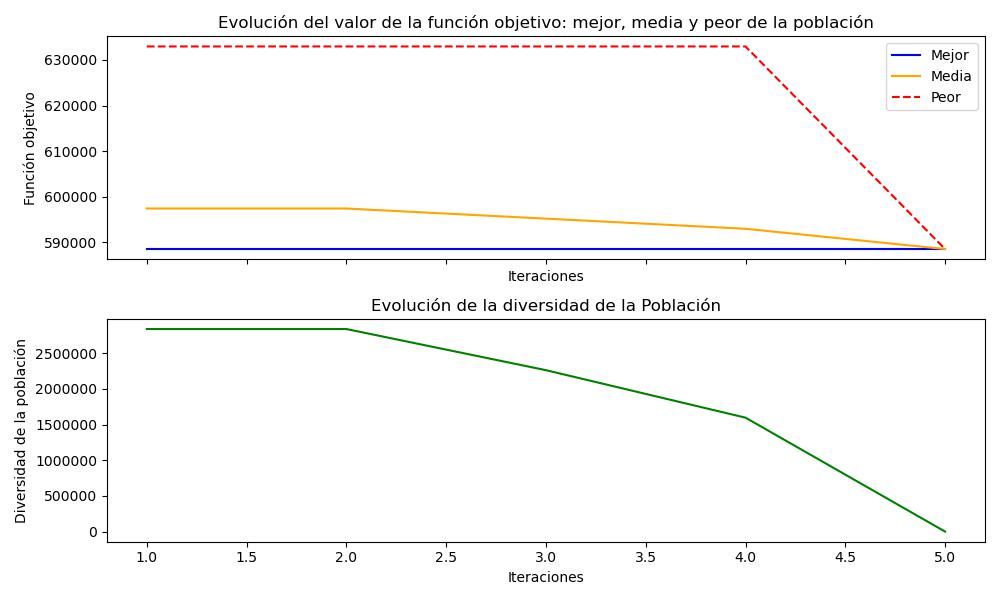 Evolución del valor de la función objetivo: mejor, media y peor de la población
Función objetivo
630000
620000
610000
600000
590000
Mejor
Media
Peor
Iteraciones
Evolución de la diversidad de la Población
Diversidad de la población
2500000
2000000
1500000
1000000
500000
0
1.0 1.5 2.0 2.5 3.0 3.5 4.0 4.5 5.0
Iteraciones